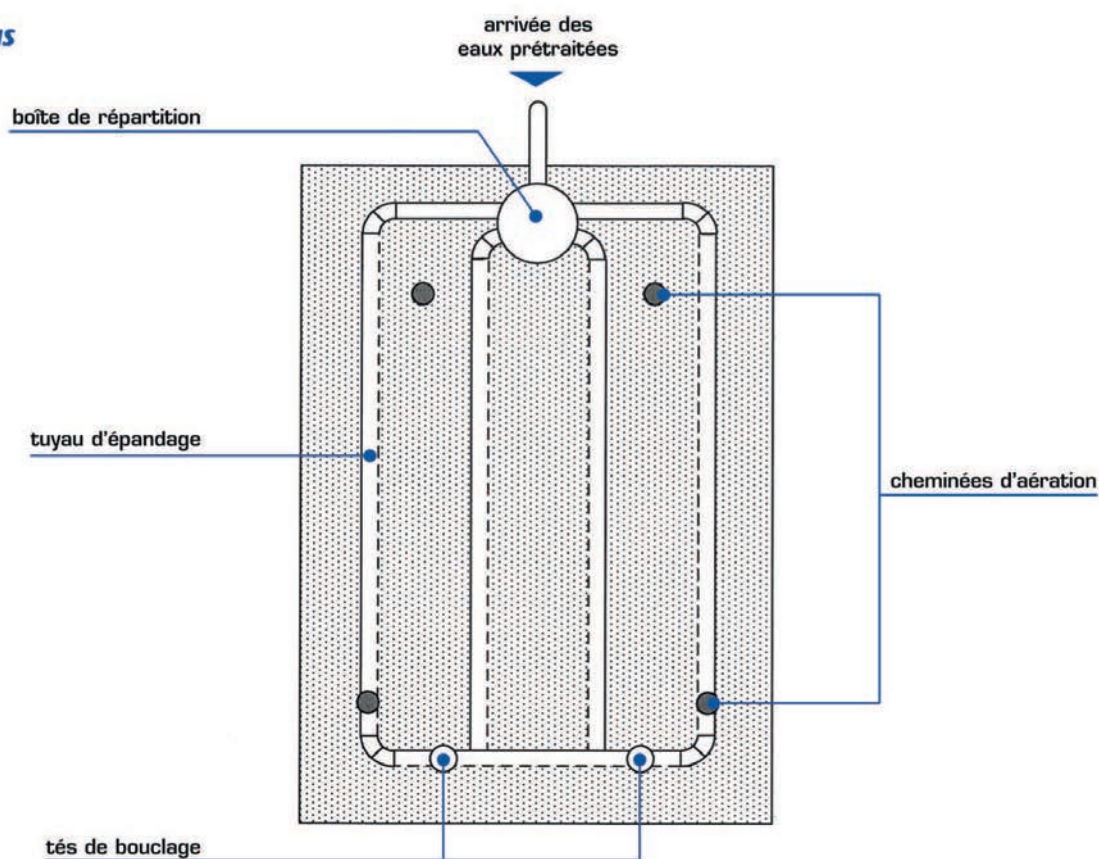 arrivée des
eaux prétraitées
boîte de répartition
tuyau d'épandage
cheminées d'aération
tés de bouclage